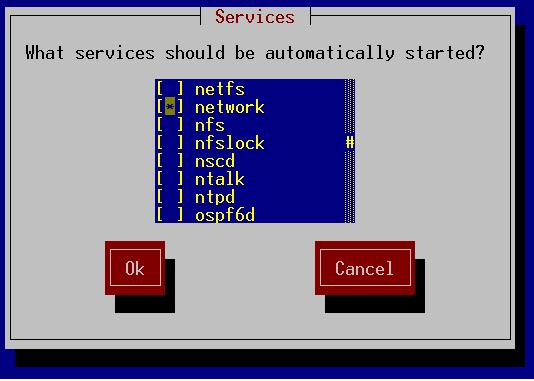 Services
What services should be automatically started?
[ ] netfs
[*] network
[ ] nfs
[ ] nfslock #
[ ] nscd
[ ] ntalk
[ ] ntpd
[ ] ospf6d
Ok Cancel